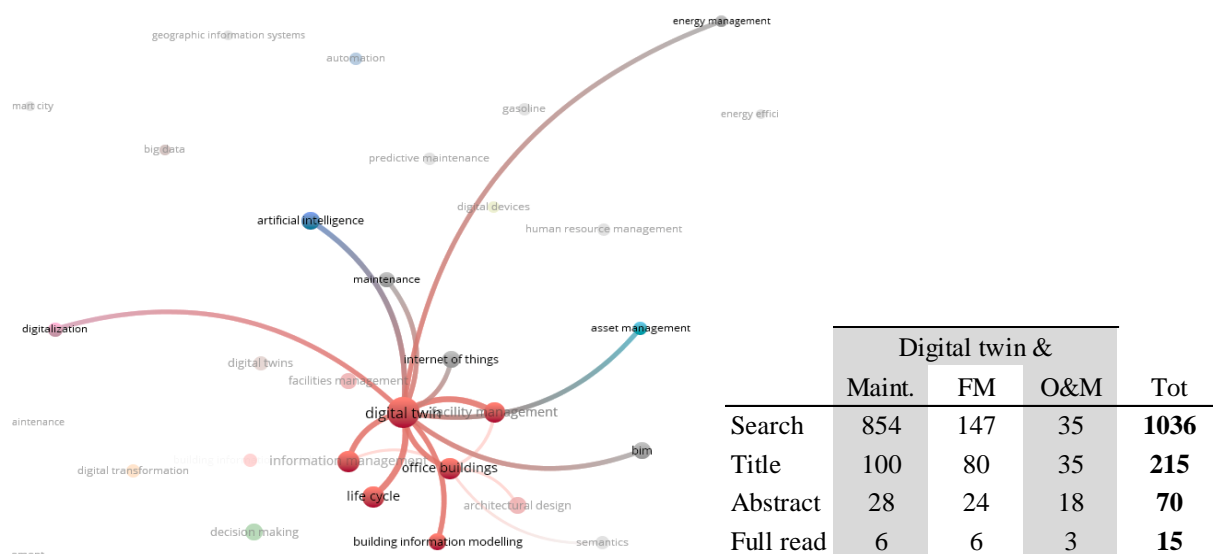 energy management
geographic information systems
automation
mart city
gasoline
energy effici
big data
predictive maintenance
digital devices
artificial intelligence
human resource management
maintenance
digitalization
asset management
internet of things
digital twins
facilities management
digital twin
facility management
aintenance
bim
digital transformation
information management
office buildings
life cycle
architectural design
decision making
building information modelling
semantics
Digital twin &
Maint. FM O&M Tot
Search 854 147 35 1036
Title 100 80 35 215
Abstract 28 24 18 70
Full read 6 6 3 15